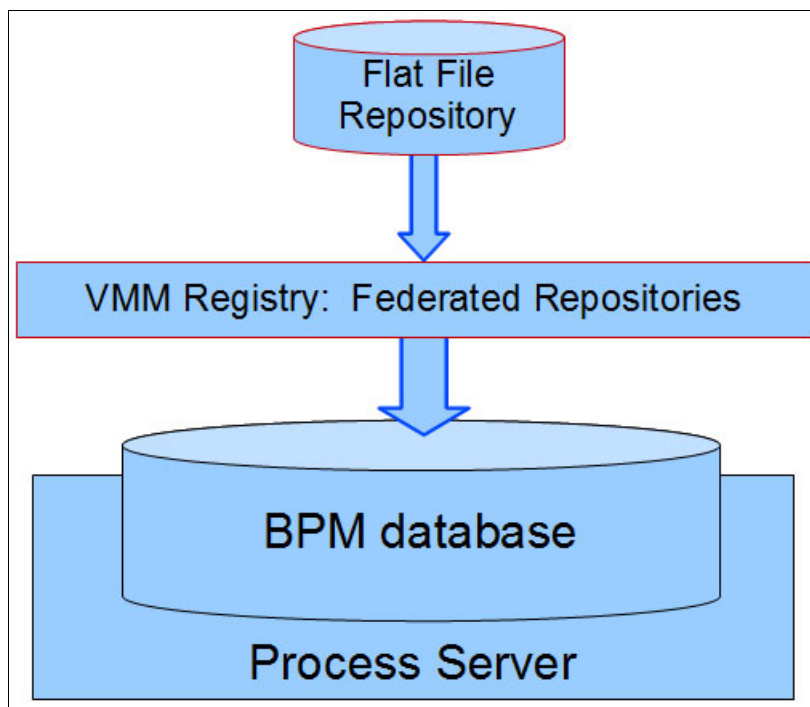 Flat File
Repository
VMM Registry: Federated Repositories
BPM database
Process Server